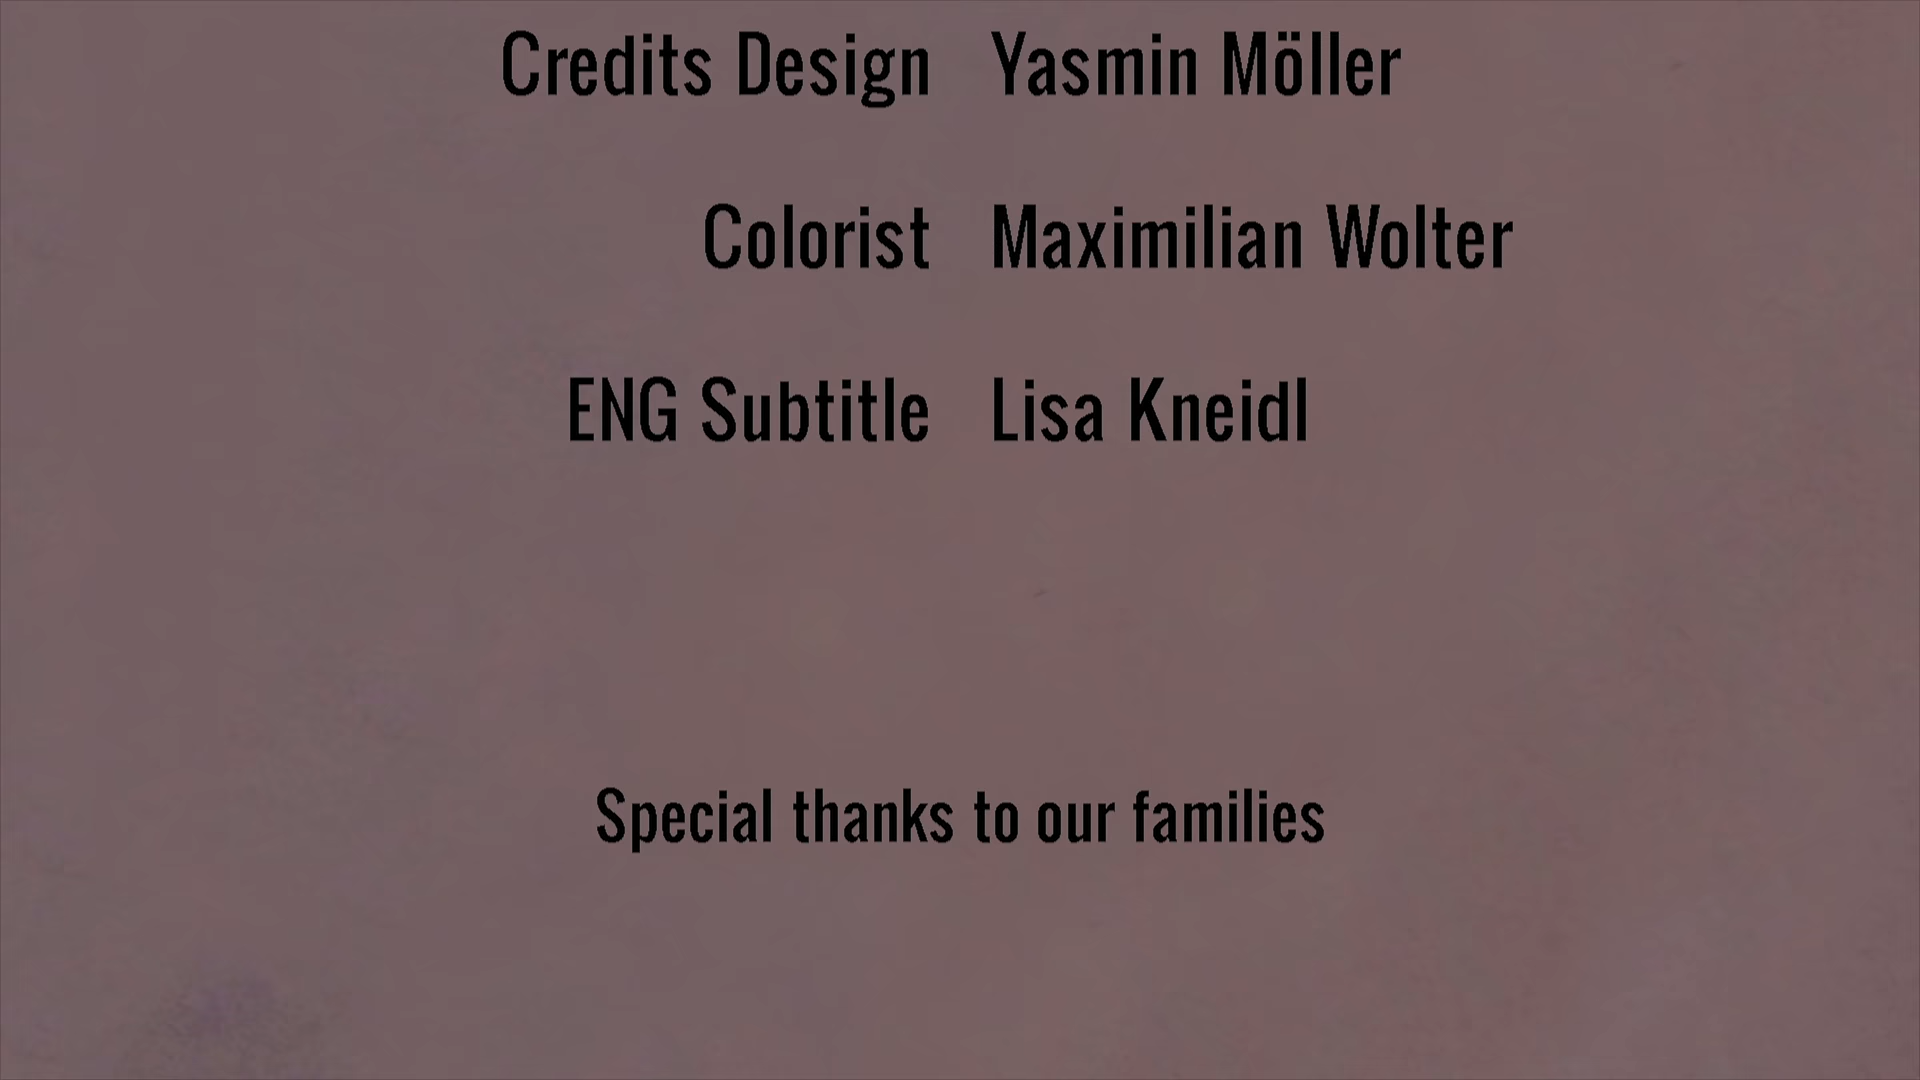 Credits Design Yasmin Möller
Colorist Maximilian Wolter
ENG Subtitle Lisa Kneidl
Special thanks to our families